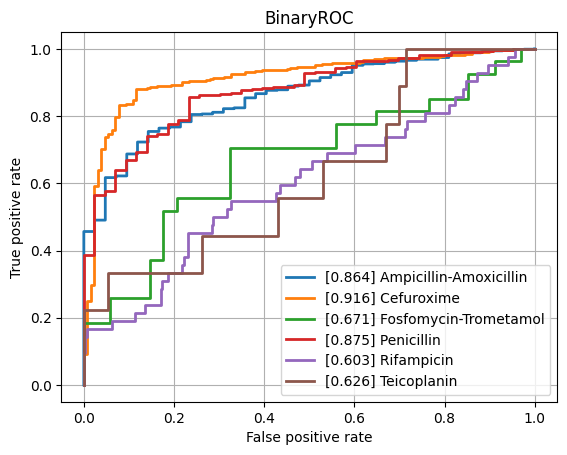 BinaryROC
True positive rate
1.0
0.8
0.6
0.4
0.2
0.0
[0.864] Ampicillin-Amoxicillin
[0.916] Cefuroxime
[0.671] Fosfomycin-Trometamol
[0.875] Penicillin
[0.603] Rifampicin
[0.626] Teicoplanin
0.0 0.2 0.4 0.6 0.8 1.0
False positive rate